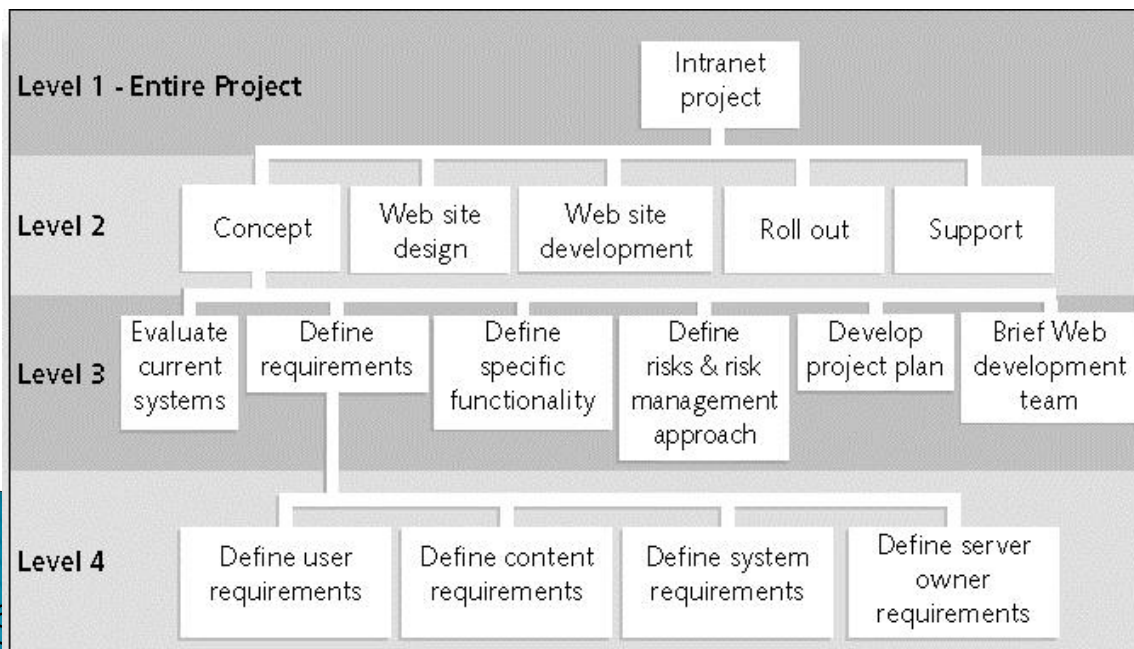 Level 1 - Entire Project
Intranet
project
Level 2
Concept
Web site
design
Web site
development
Roll out
Support
Level 3
Evaluate
current
systems
Define
requirements
Define
specific
functionality
Define
risks & risk
management
approach
Develop
project plan
Brief Web
development
team
Level 4
Define user
requirements
Define content
requirements
Define system
requirements
Define server
owner
requirements